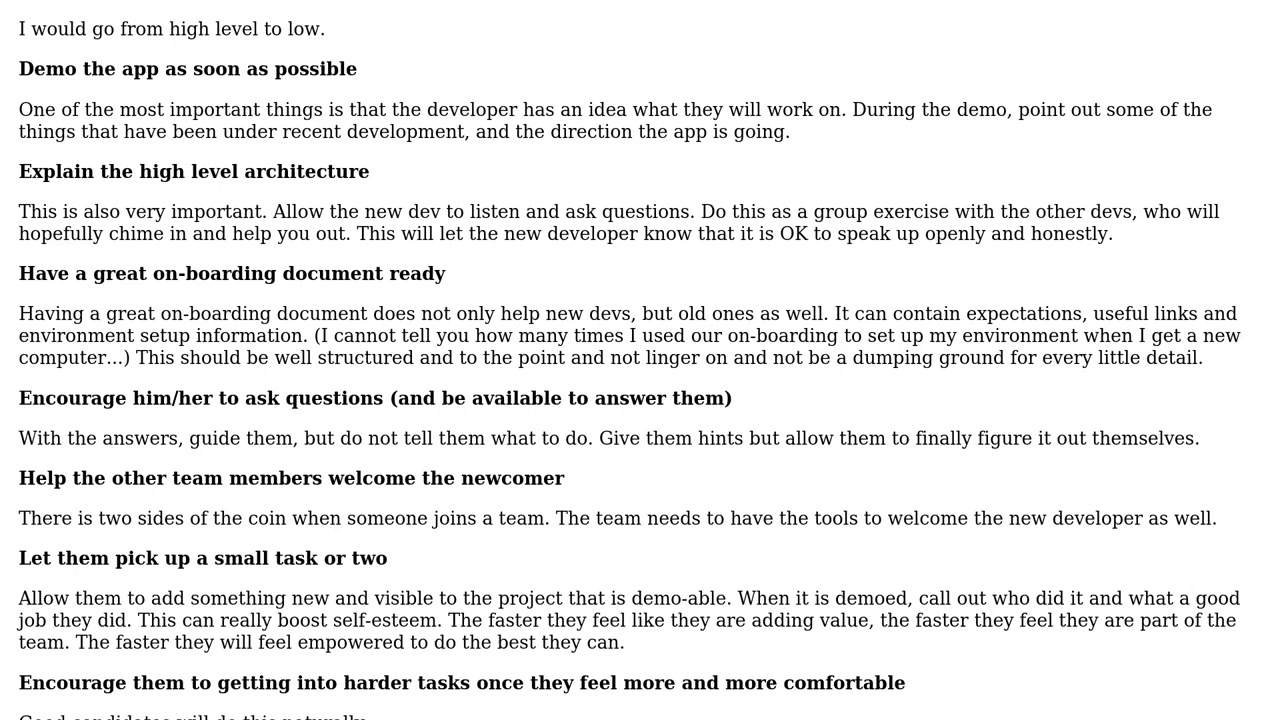 I would go from high level to low.
Demo the app as soon as possible
One of the most important things is that the developer has an idea what they will work on. During the demo, point out some of the
things that have been under recent development, and the direction the app is going.
Explain the high level architecture
This is also very important. Allow the new dev to listen and ask questions. Do this as a group exercise with the other devs, who will
hopefully chime in and help you out. This will let the new developer know that it is OK to speak up openly and honestly.
Have a great on-boarding document ready
Having a great on-boarding document does not only help new devs, but old ones as well. It can contain expectations, useful links and
environment setup information. (I cannot tell you how many times I used our on-boarding to set up my environment when I get a new
computer...) This should be well structured and to the point and not linger on and not be a dumping ground for every little detail.
Encourage him/her to ask questions (and be available to answer them)
With the answers, guide them, but do not tell them what to do. Give them hints but allow them to finally figure it out themselves.
Help the other team members welcome the newcomer
There is two sides of the coin when someone joins a team. The team needs to have the tools to welcome the new developer as well.
Let them pick up a small task or two
Allow them to add something new and visible to the project that is demo-able. When it is demoed, call out who did it and what a good
job they did. This can really boost self-esteem. The faster they feel like they are adding value, the faster they feel they are part of the
team. The faster they will feel empowered to do the best they can.
Encourage them to getting into harder tasks once they feel more and more comfortable
Good candidates will do this naturally.